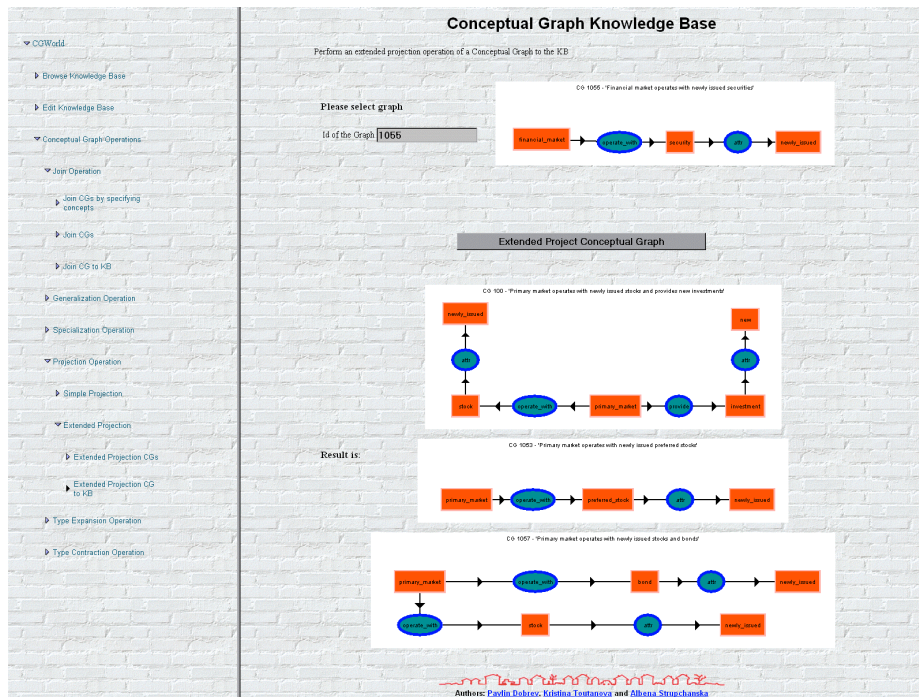 Conceptual Graph Knowledge Base
CGWorld
Browse Knowledge Base
Edit Knowledge Base
Conceptual Graph Operations
Join Operation
Join CGs by specifying
concepts
Join CGs
Join CG to KB
Generalization Operation
Specialization Operation
Projection Operation
Simple Projection
Extended Projection
Extended Projection CGs
Extended Projection CG
to KB
Type Expansion Operation
Type Contraction Operation
Perform an extended projection operation of a Conceptual Graph to the KB
Please select graph
Id of the Graph 1055
CG 1055 - 'Financial market operates with newly issued securities'
financial_market operate_with security attr newly_issued
Extended Project Conceptual Graph
CG 100 - 'Primary market operates with newly issued stocks and provides new investments'
newly_issued new
attr attr
stock operate_with primary_market provide investment
Result is:
CG 1053 - 'Primary market operates with newly issued preferred stocks'
primary_market operate_with preferred_stock attr newly_issued
CG 1057 - 'Primary market operates with newly issued stocks and bonds'
primary_market operate_with bond attr newly_issued
operate_with stock attr newly_issued
Authors: Pavlin Dobrev, Kristina Toutanova and Albena Strupchanska